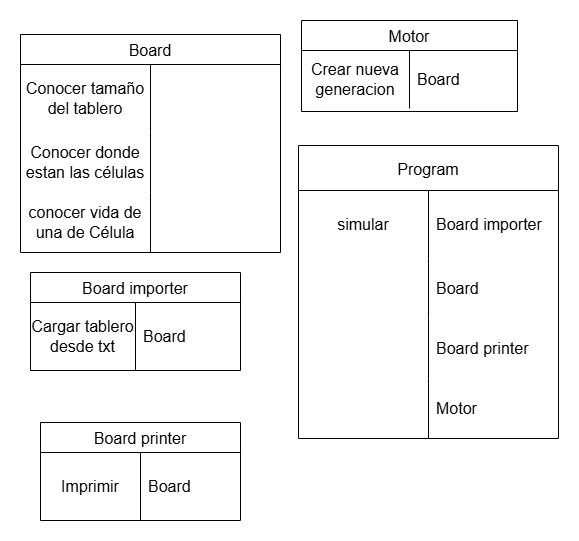 Board
Conocer tamaño
del tablero
Conocer donde
estan las células
conocer vida de
una de Célula
Motor
Crear nueva
generacion
Board
Program
simular
Board importer
Board
Board printer
Motor
Board importer
Cargar tablero
desde txt
Board
Board printer
Imprimir
Board